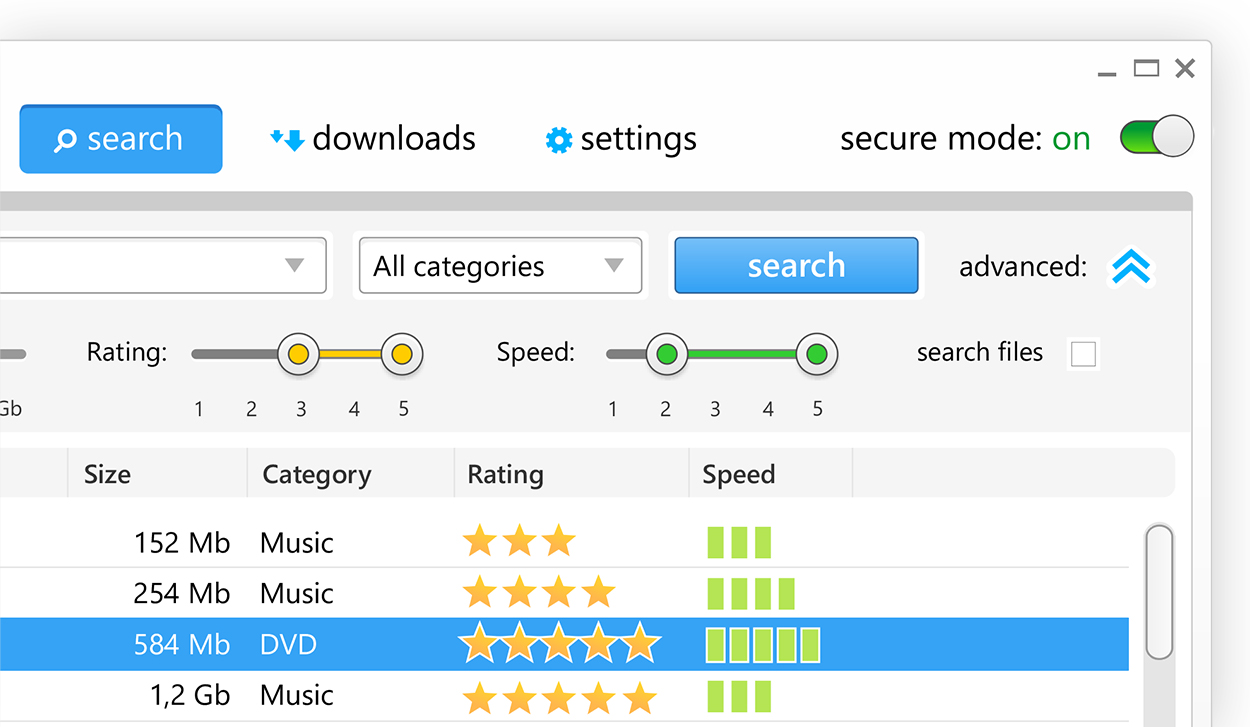 search downloads settings secure mode: on
All categories search advanced:
Rating: Speed: search files
Gb 1 2 3 4 5 1 2 3 4 5
Size Category Rating Speed
152 Mb Music
254 Mb Music
584 Mb DVD
1,2 Gb Music